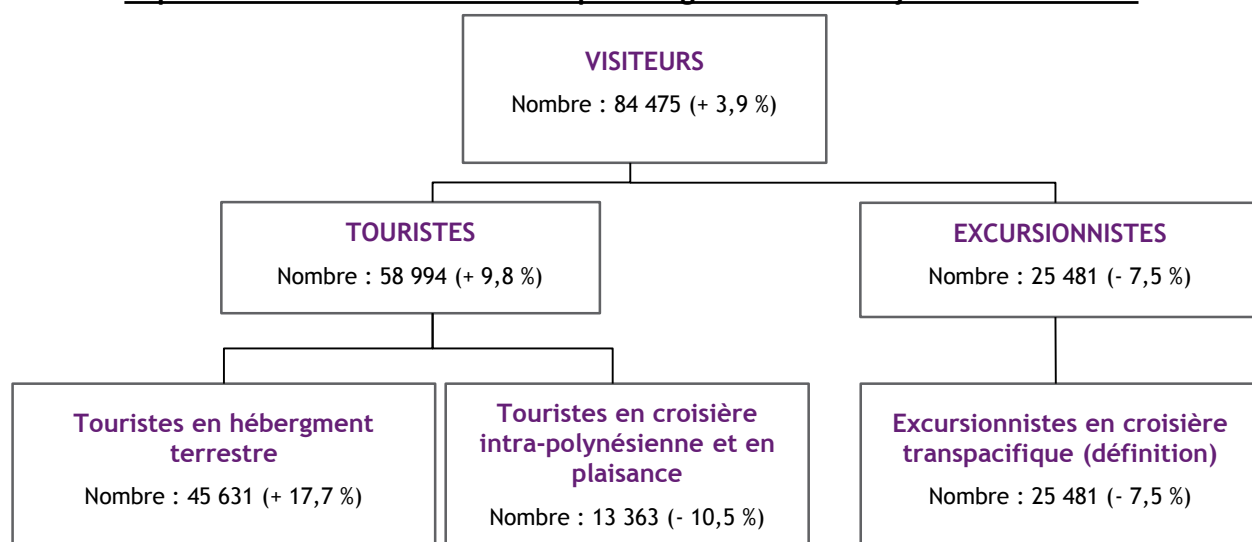 VISITEURS
Nombre : 84 475 (+ 3,9 %)
TOURISTES
Nombre : 58 994 (+ 9,8 %)
EXCURSIONNISTES
Nombre : 25 481 (- 7,5 %)
Touristes en hébergment
terrestre
Nombre : 45 631 (+ 17,7 %)
Touristes en croisière
intra-polynésienne et en
plaisance
Nombre : 13 363 (- 10,5 %)
Excursionnistes en croisière
transpacifique (définition)
Nombre : 25 481 (- 7,5 %)